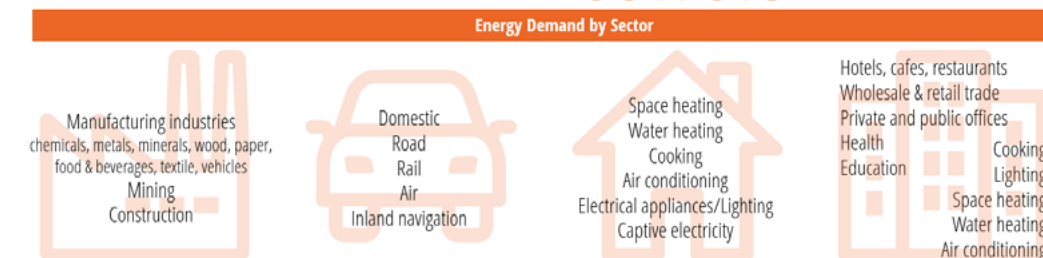 Energy Demand by Sector
Manufacturing industries
chemicals, metals, minerals, wood, paper,
food & beverages, textile, vehicles
Mining
Construction
Domestic
Road
Rail
Air
Inland navigation
Space heating
Water heating
Cooking
Air conditioning
Electrical appliances/Lighting
Captive electricity
Hotels, cafes, restaurants
Wholesale & retail trade
Private and public offices
Health
Education
Cooking
Lighting
Space heating
Water heating
Air conditioning